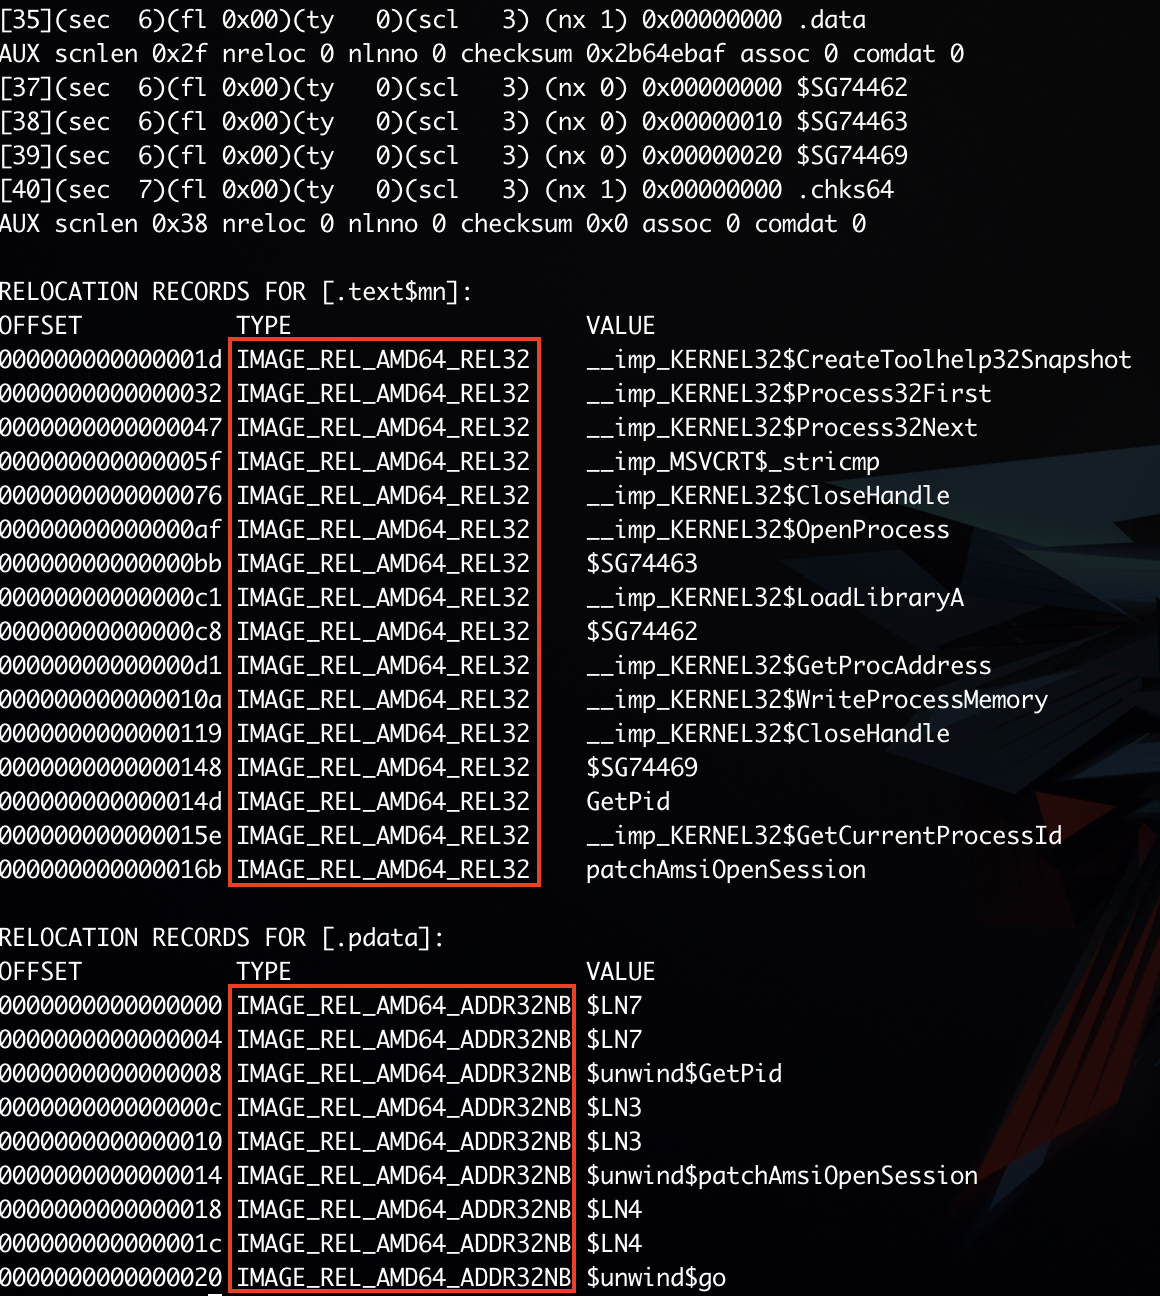 [35](sec  6)(fl 0x00)(ty   0)(scl   3) (nx 1) 0x00000000 .data
AUX scnlen 0x2f nreloc 0 nlnno 0 checksum 0x2b64ebaf assoc 0 comdat 0
[37](sec  6)(fl 0x00)(ty   0)(scl   3) (nx 0) 0x00000000 $SG74462
[38](sec  6)(fl 0x00)(ty   0)(scl   3) (nx 0) 0x00000010 $SG74463
[39](sec  6)(fl 0x00)(ty   0)(scl   3) (nx 0) 0x00000020 $SG74469
[40](sec  7)(fl 0x00)(ty   0)(scl   3) (nx 1) 0x00000000 .chks64
AUX scnlen 0x38 nreloc 0 nlnno 0 checksum 0x0 assoc 0 comdat 0

RELOCATION RECORDS FOR [.text$mn]:
OFFSET           TYPE                     VALUE
000000000000001d IMAGE_REL_AMD64_REL32    __imp_KERNEL32$CreateToolhelp32Snapshot
0000000000000032 IMAGE_REL_AMD64_REL32    __imp_KERNEL32$Process32First
0000000000000047 IMAGE_REL_AMD64_REL32    __imp_KERNEL32$Process32Next
000000000000005f IMAGE_REL_AMD64_REL32    __imp_MSVCRT$_stricmp
0000000000000076 IMAGE_REL_AMD64_REL32    __imp_KERNEL32$CloseHandle
00000000000000af IMAGE_REL_AMD64_REL32    __imp_KERNEL32$OpenProcess
00000000000000bb IMAGE_REL_AMD64_REL32    $SG74463
00000000000000c1 IMAGE_REL_AMD64_REL32    __imp_KERNEL32$LoadLibraryA
00000000000000c8 IMAGE_REL_AMD64_REL32    $SG74462
00000000000000d1 IMAGE_REL_AMD64_REL32    __imp_KERNEL32$GetProcAddress
000000000000010a IMAGE_REL_AMD64_REL32    __imp_KERNEL32$WriteProcessMemory
0000000000000119 IMAGE_REL_AMD64_REL32    __imp_KERNEL32$CloseHandle
0000000000000148 IMAGE_REL_AMD64_REL32    $SG74469
000000000000014d IMAGE_REL_AMD64_REL32    GetPid
000000000000015e IMAGE_REL_AMD64_REL32    __imp_KERNEL32$GetCurrentProcessId
000000000000016b IMAGE_REL_AMD64_REL32    patchAmsiOpenSession

RELOCATION RECORDS FOR [.pdata]:
OFFSET           TYPE                     VALUE
0000000000000000 IMAGE_REL_AMD64_ADDR32NB $LN7
0000000000000004 IMAGE_REL_AMD64_ADDR32NB $LN7
0000000000000008 IMAGE_REL_AMD64_ADDR32NB $unwind$GetPid
000000000000000c IMAGE_REL_AMD64_ADDR32NB $LN3
0000000000000010 IMAGE_REL_AMD64_ADDR32NB $LN3
0000000000000014 IMAGE_REL_AMD64_ADDR32NB $unwind$patchAmsiOpenSession
0000000000000018 IMAGE_REL_AMD64_ADDR32NB $LN4
000000000000001c IMAGE_REL_AMD64_ADDR32NB $LN4
0000000000000020 IMAGE_REL_AMD64_ADDR32NB $unwind$go